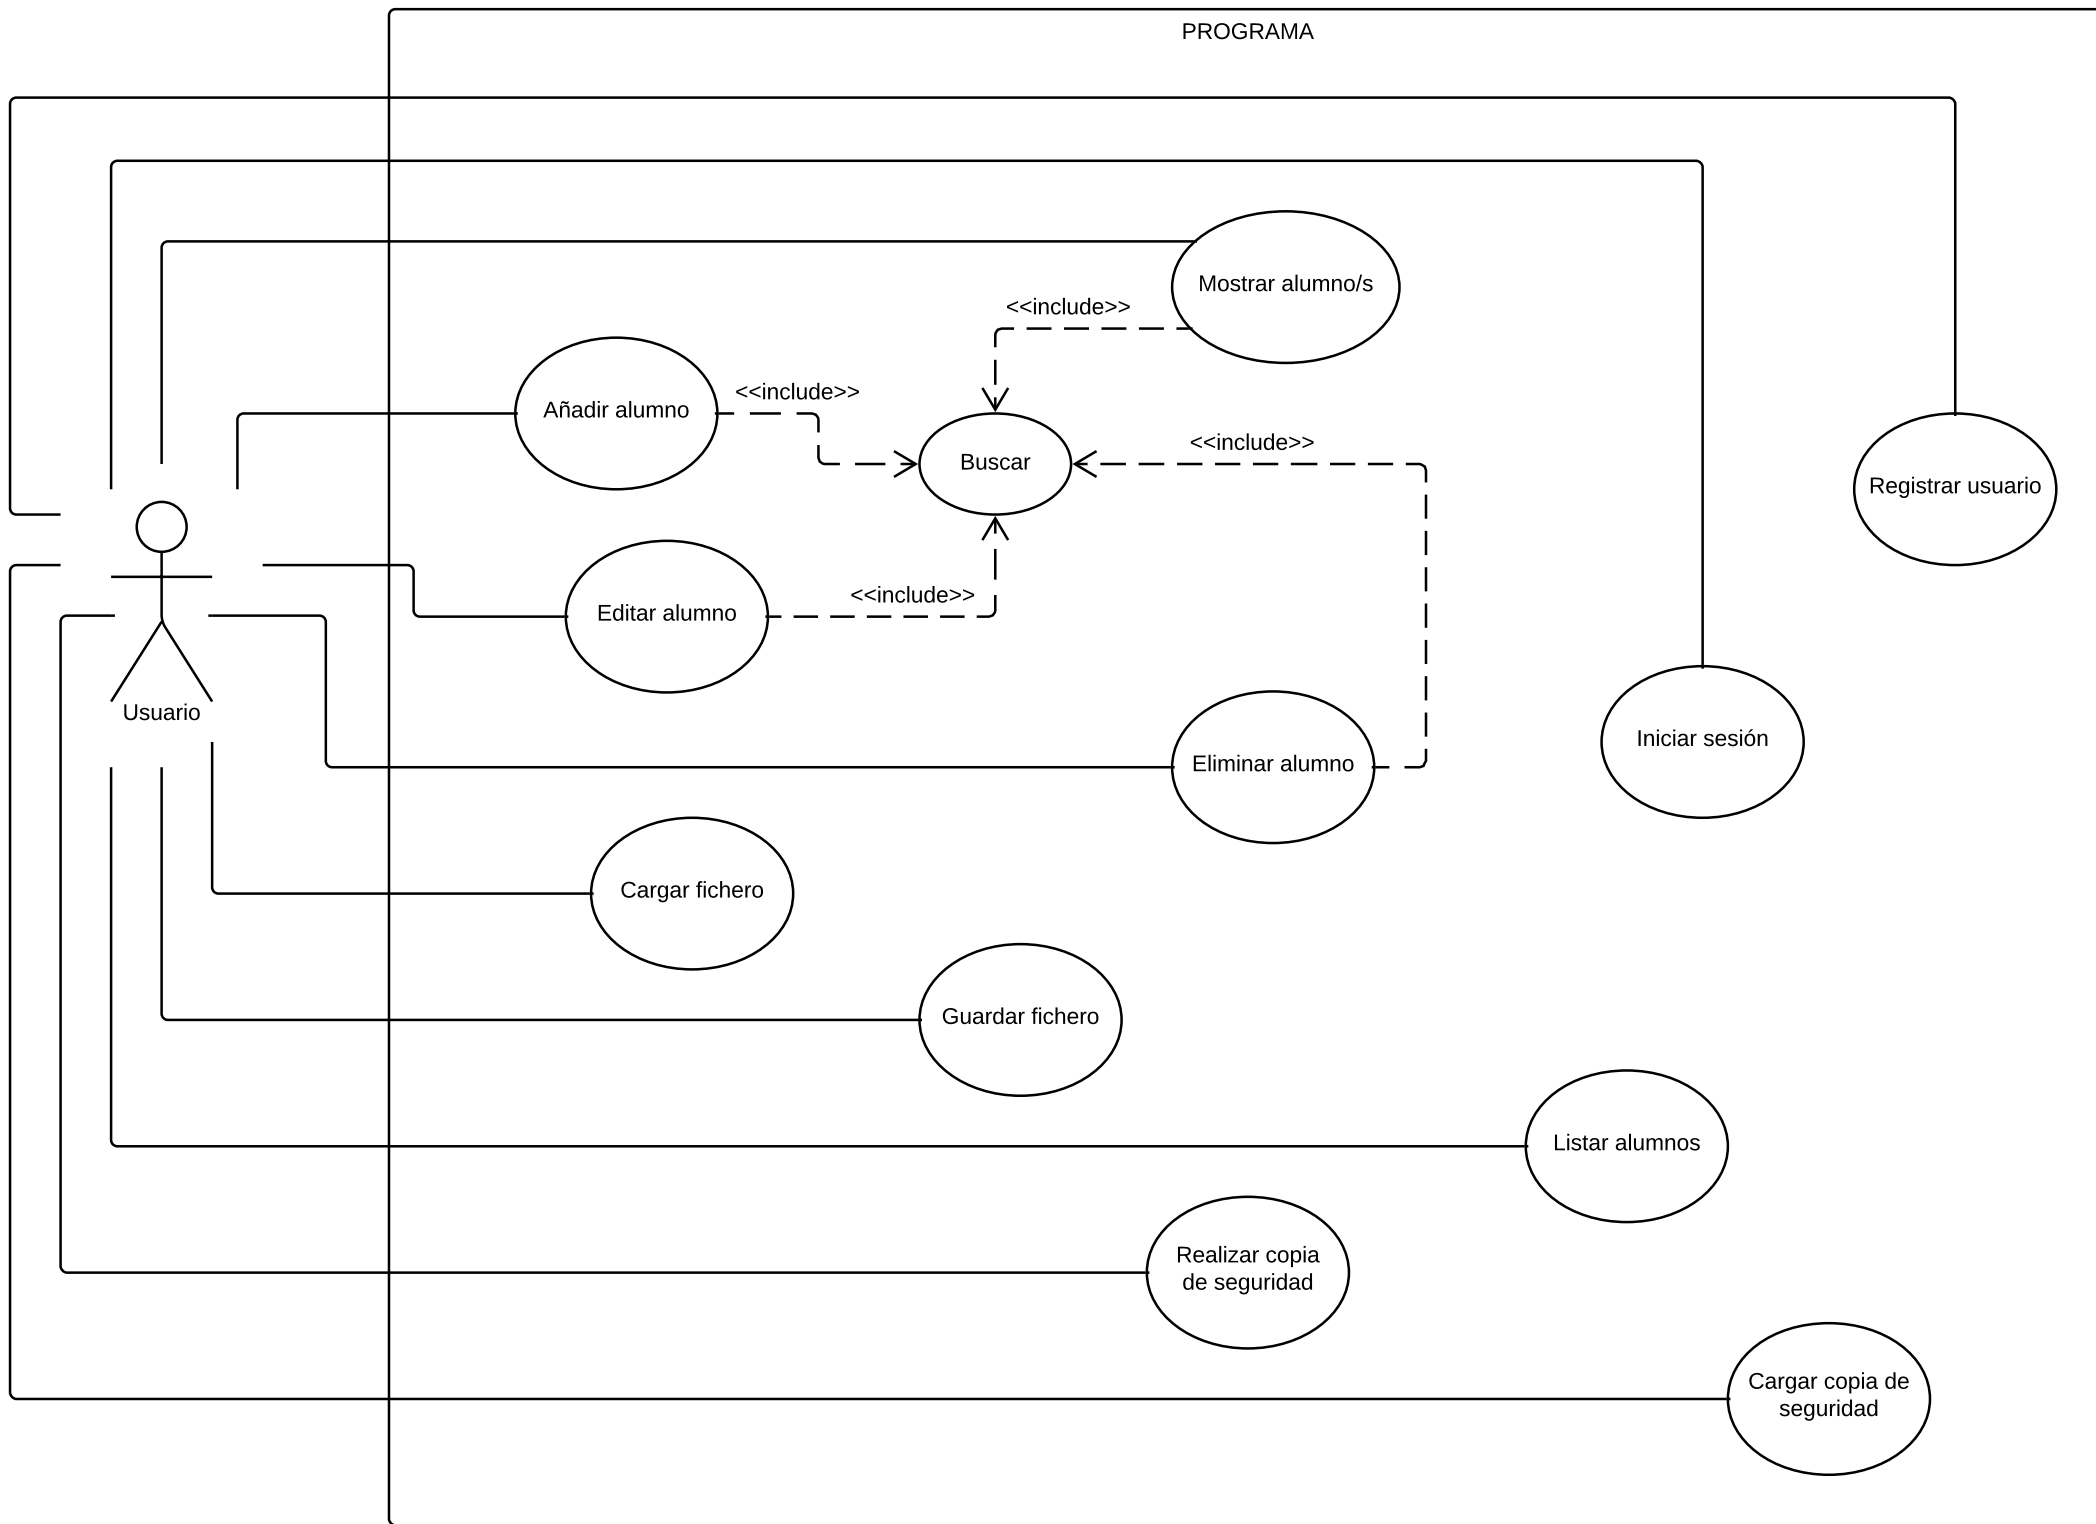 PROGRAMA
Mostrar alumno/s
<<include>>
Añadir alumno
<<include>>
Buscar
<<include>>
Registrar usuario
Editar alumno
<<include>>
Usuario
Iniciar sesión
Eliminar alumno
Cargar fichero
Guardar fichero
Listar alumnos
Realizar copia
de seguridad
Cargar copia de
seguridad